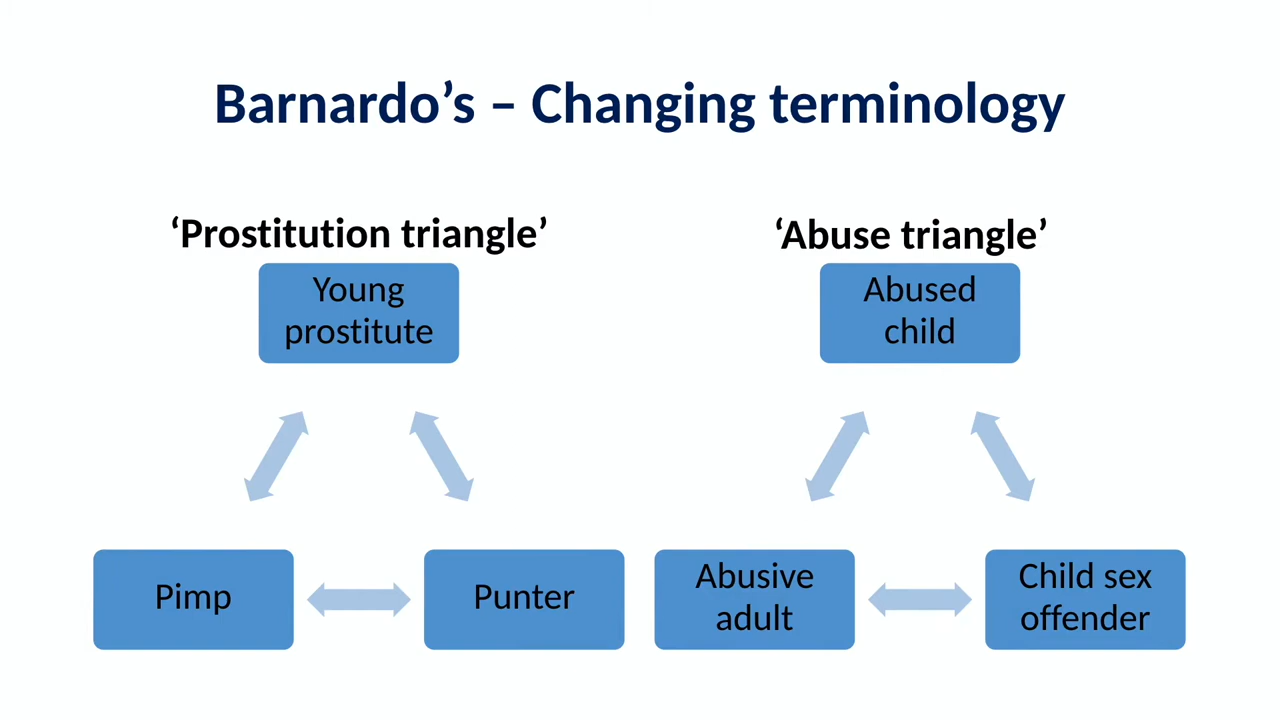 Barnardo’s – Changing terminology
‘Prostitution triangle’
Young
prostitute
Pimp
Punter
‘Abuse triangle’
Abused
child
Abusive
adult
Child sex
offender